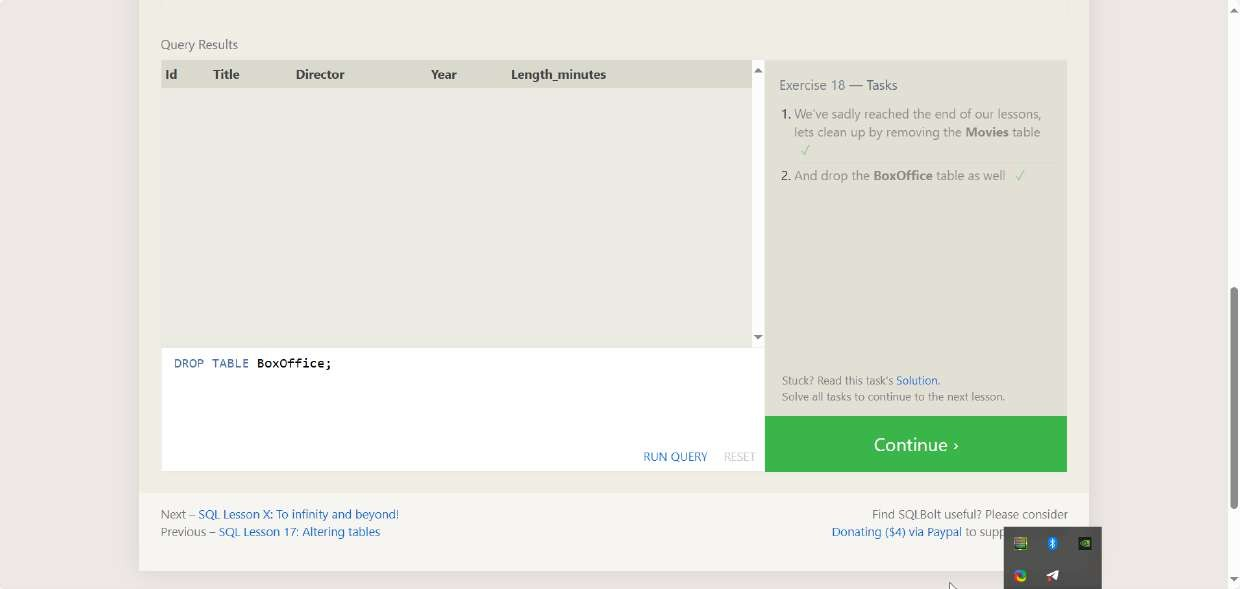 Query Results
Id Title Director Year Length_minutes
Exercise 18 — Tasks
1. We've sadly reached the end of our lessons,
lets clean up by removing the Movies table
✓
2. And drop the BoxOffice table as well ✓
Stuck? Read this task's Solution.
Solve all tasks to continue to the next lesson.
DROP TABLE BoxOffice;
RUN QUERY RESET
Continue ›
Next – SQL Lesson X: To infinity and beyond!
Previous – SQL Lesson 17: Altering tables
Find SQLBolt useful? Please consider
Donating ($4) via Paypal to